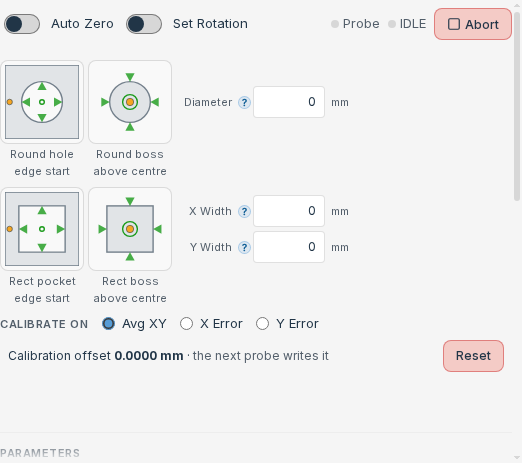 Auto Zero Set Rotation Probe IDLE Abort
Round hole
edge start
Round boss
above centre
Diameter ? 0 mm
Rect pocket
edge start
Rect boss
above centre
X Width ? 0 mm
Y Width ? 0 mm
CALIBRATE ON Avg XY X Error Y Error
Calibration offset 0.0000 mm · the next probe writes it Reset
PARAMETERS